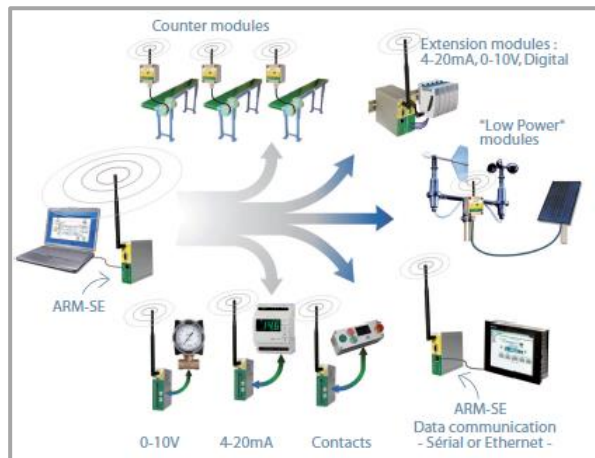 Counter modules
Extension modules :
4-20mA, 0-10V, Digital
"Low Power"
modules
ARM-SE
0-10V
4-20mA
Contacts
ARM-SE
Data communication
- Sérial or Ethernet -